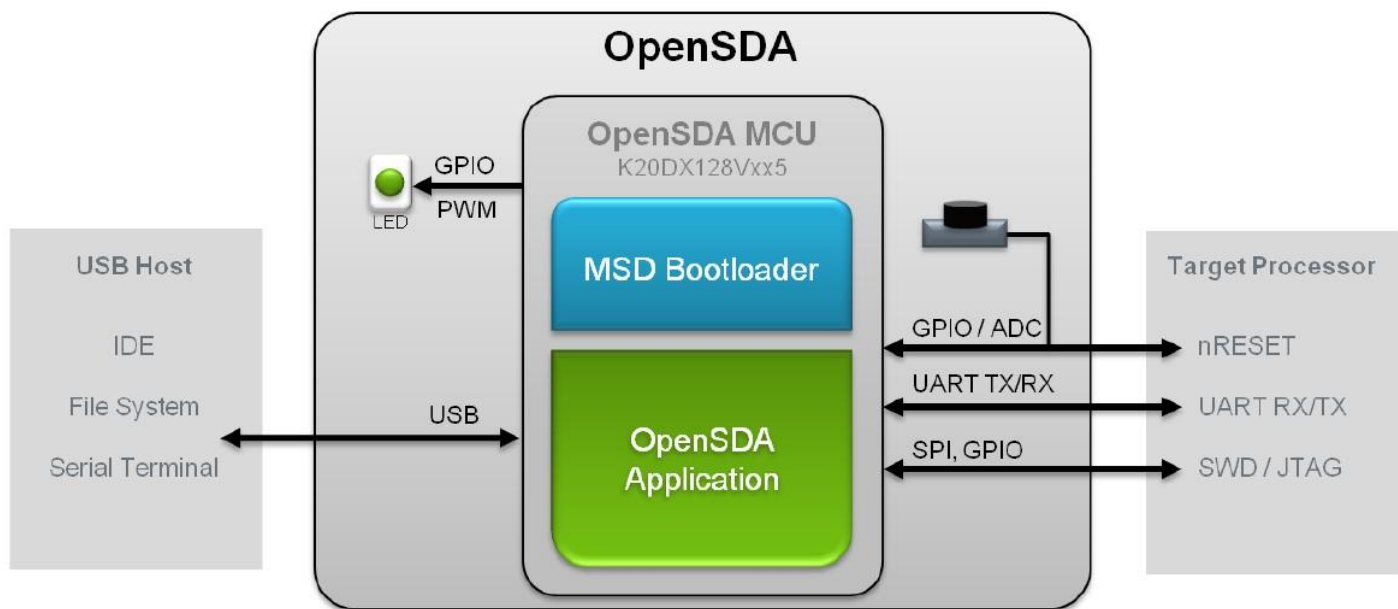 OpenSDA
OpenSDA MCU
K20DX128Vxx5
GPIO
PWM
LED
MSD Bootloader
USB Host
IDE
File System
Serial Terminal
USB
OpenSDA
Application
GPIO / ADC
UART TX/RX
SPI, GPIO
Target Processor
nRESET
UART RX/TX
SWD / JTAG